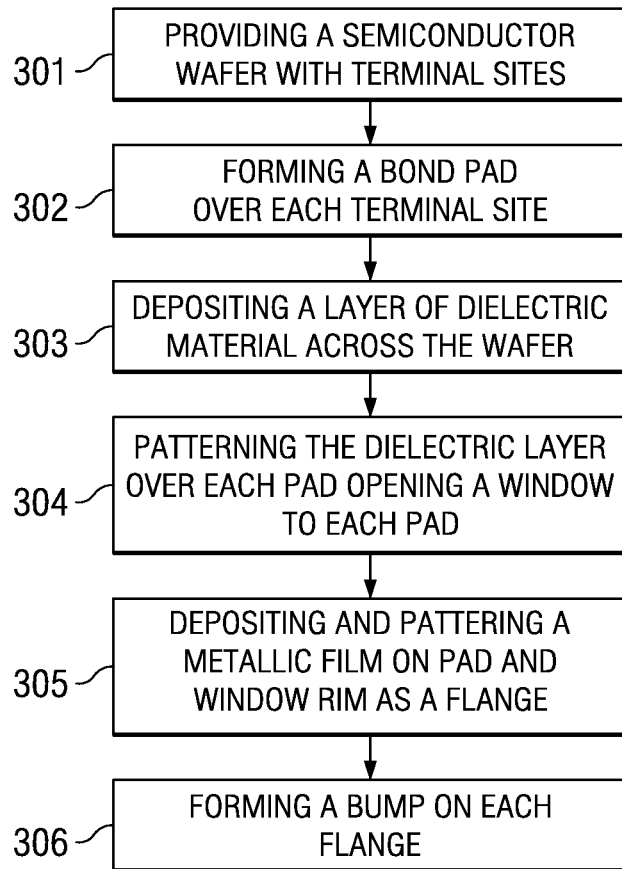 301
PROVIDING A SEMICONDUCTOR
WAFER WITH TERMINAL SITES
302
FORMING A BOND PAD
OVER EACH TERMINAL SITE
303
DEPOSITING A LAYER OF DIELECTRIC
MATERIAL ACROSS THE WAFER
304
PATTERNING THE DIELECTRIC LAYER
OVER EACH PAD OPENING A WINDOW
TO EACH PAD
305
DEPOSITING AND PATTERING A
METALLIC FILM ON PAD AND
WINDOW RIM AS A FLANGE
306
FORMING A BUMP ON EACH
FLANGE